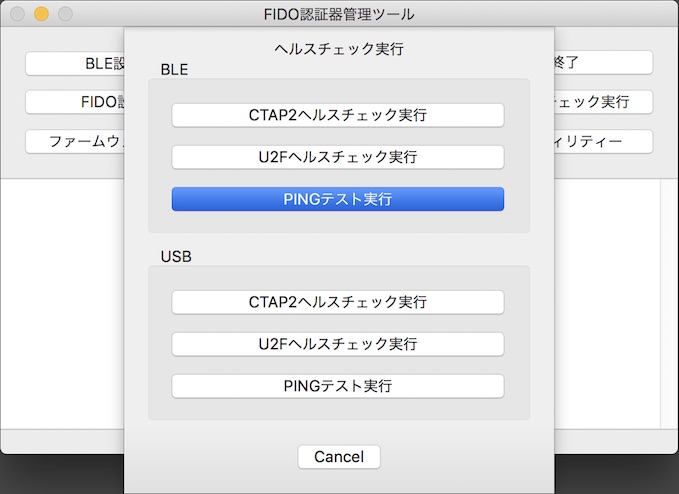 FIDO認証器管理ツール
ヘルスチェック実行
BLE設
終了
FIDO設
チェック実行
ファームウ
ィリティー
BLE
CTAP2ヘルスチェック実行
U2Fヘルスチェック実行
PINGテスト実行
USB
CTAP2ヘルスチェック実行
U2Fヘルスチェック実行
PINGテスト実行
Cancel